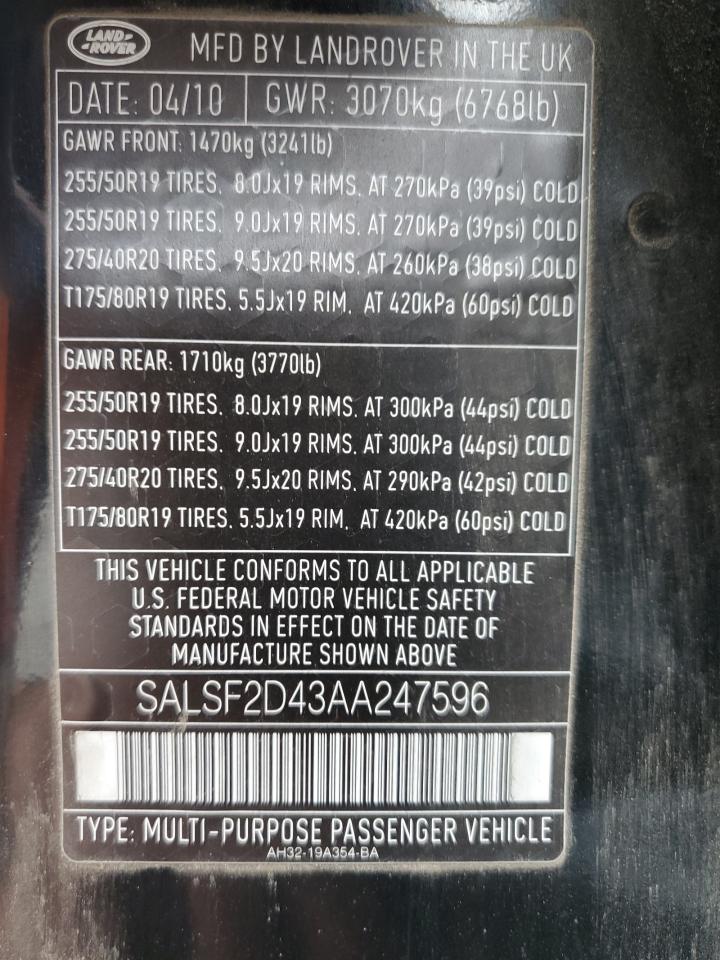 LAND-
-ROVER
MFD BY LANDROVER IN THE UK
DATE: 04/10 GWR: 3070kg (6768lb)
GAWR FRONT: 1470kg (3241lb)
255/50R19 TIRES. 8.0Jx19 RIMS. AT 270kPa (39psi) COLD
255/50R19 TIRES. 9.0Jx19 RIMS. AT 270kPa (39psi) COLD
275/40R20 TIRES. 9.5Jx20 RIMS. AT 260kPa (38psi) COLD
T175/80R19 TIRES. 5.5Jx19 RIM. AT 420kPa (60psi) COLD
GAWR REAR: 1710kg (3770lb)
255/50R19 TIRES. 8.0Jx19 RIMS. AT 300kPa (44psi) COLD
255/50R19 TIRES. 9.0Jx19 RIMS. AT 300kPa (44psi) COLD
275/40R20 TIRES. 9.5Jx20 RIMS. AT 290kPa (42psi) COLD
T175/80R19 TIRES. 5.5Jx19 RIM. AT 420kPa (60psi) COLD
THIS VEHICLE CONFORMS TO ALL APPLICABLE
U.S. FEDERAL MOTOR VEHICLE SAFETY
STANDARDS IN EFFECT ON THE DATE OF
MANUFACTURE SHOWN ABOVE
SALSF2D43AA247596
TYPE: MULTI-PURPOSE PASSENGER VEHICLE
AH32-19A354-BA